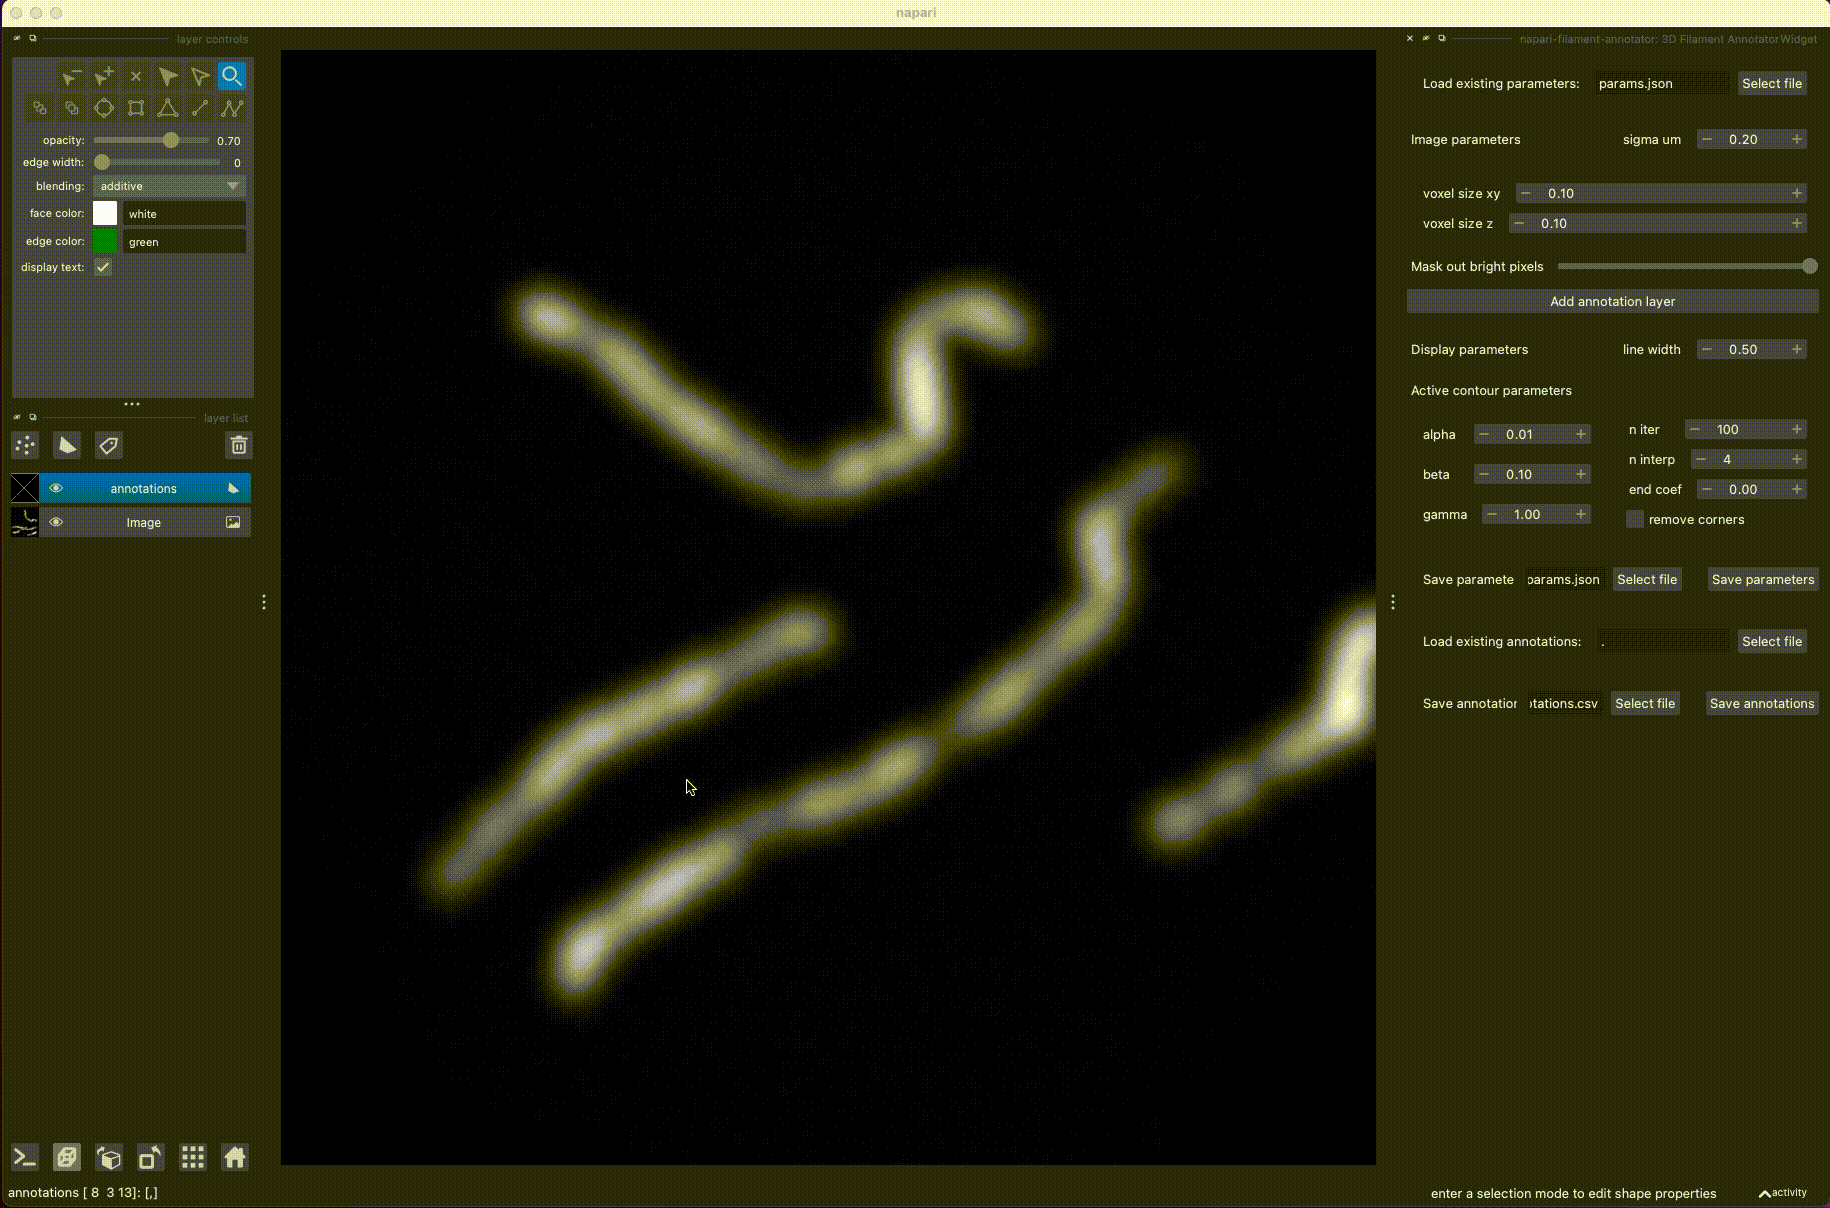 napari
layer controls
opacity: 0.70
edge width: 0
blending: additive
face color: white
edge color: green
display text:
layer list
annotations
Image
annotations [ 8 3 13]: [,]
napari-filament-annotator: 3D Filament Annotator Widget
Load existing parameters: params.json Select file
Image parameters sigma um 0.20
voxel size xy 0.10
voxel size z 0.10
Mask out bright pixels
Add annotation layer
Display parameters line width 0.50
Active contour parameters
alpha 0.01
beta 0.10
gamma 1.00
n iter 100
n interp 4
end coef 0.00
remove corners
Save paramete params.json Select file Save parameters
Load existing annotations: . Select file
Save annotation tations.csv Select file Save annotations
enter a selection mode to edit shape properties
activity